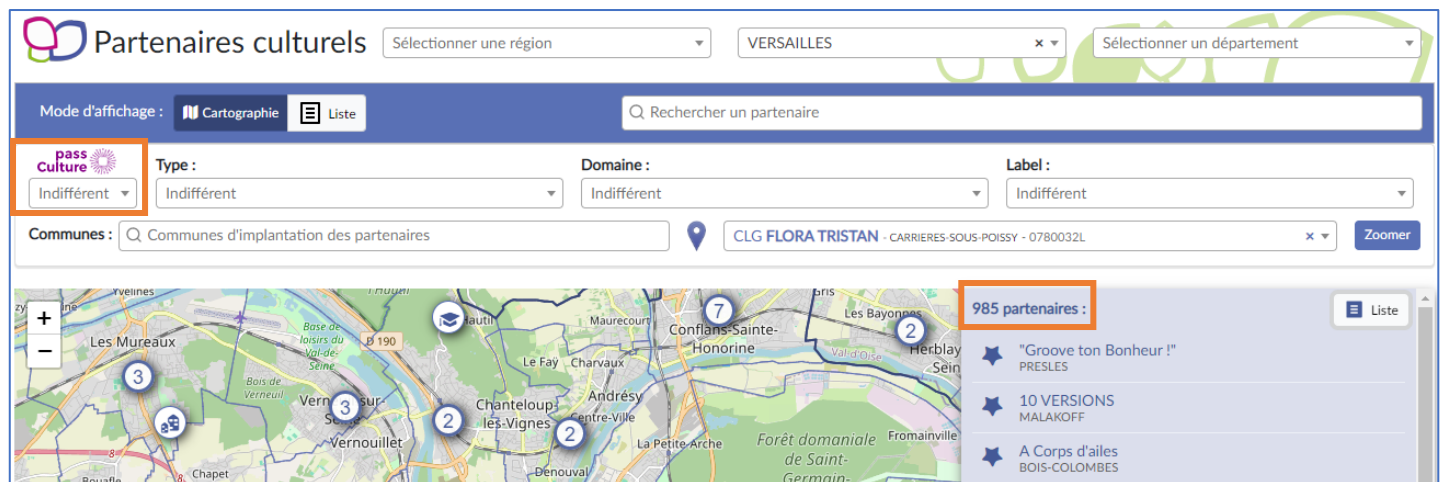 Partenaires culturels
Sélectionner une région
VERSAILLES × 
Sélectionner un département
Mode d'affichage :
Cartographie
Liste
Rechercher un partenaire
pass
Culture
Indifférent
Type :
Indifférent
Domaine :
Indifférent
Label :
Indifférent
Communes :
Communes d'implantation des partenaires
CLG FLORA TRISTAN - CARRIERES-SOUS-POISSY - 0780032L ×
Zoomer
+
−
Yvelines
Les Mureaux
Base de
loisirs du
Val-de-
Seine
D 190
Bois de
Verneuil
3
3
Vernouillet
Chapet
Bouafle
Maurecourt
7
Conflans-Sainte-
Honorine
Les Bayonnes
2
Herblay
Val-d'Oise
Le Faÿ
Charvaux
Andrésy
Centre-Ville
Chanteloup-
les-Vignes
2
2
La Petite Arche
Denouval
Forêt domaniale
de Saint-
Germain-
Fromainville
985 partenaires :
Liste
"Groove ton Bonheur !"
PRESLES
10 VERSIONS
MALAKOFF
A Corps d'ailes
BOIS-COLOMBES